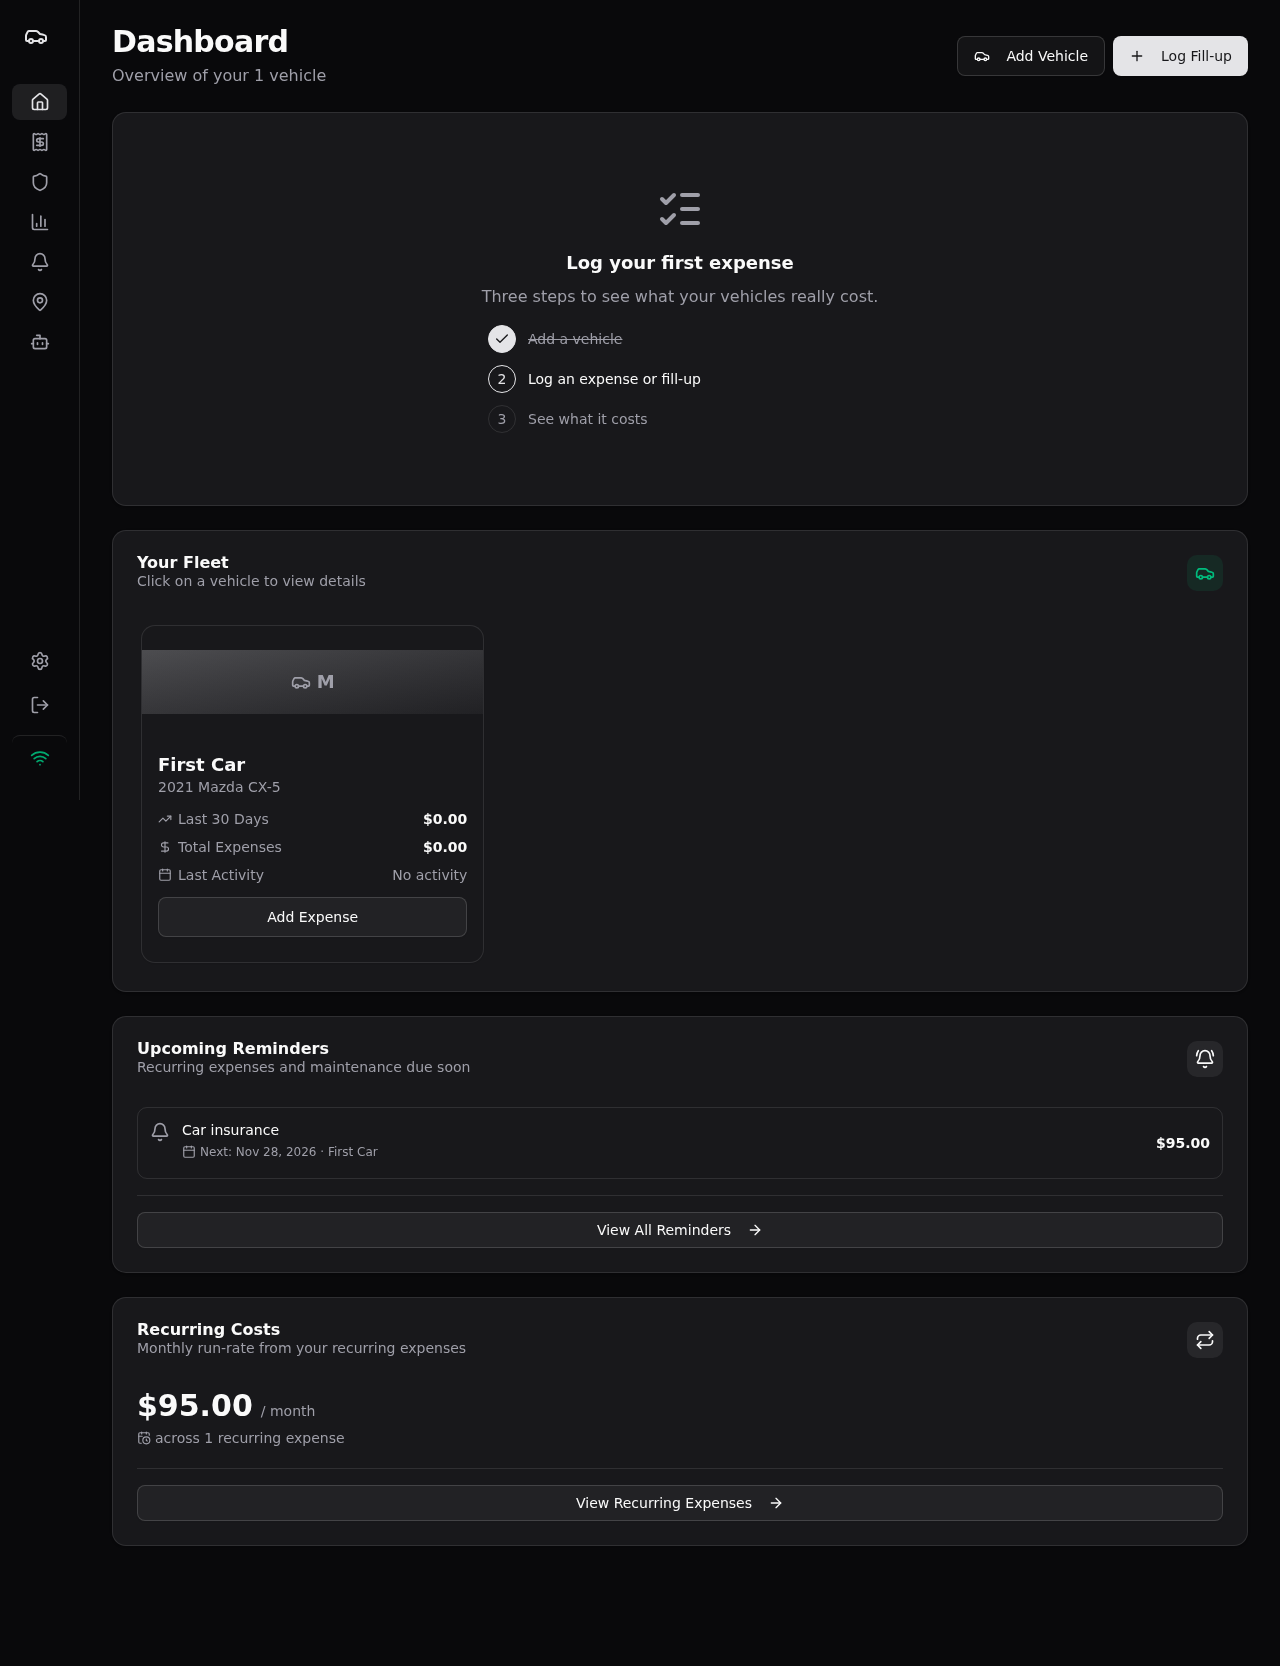 Dashboard
Overview of your 1 vehicle
Add Vehicle
Log Fill-up
Log your first expense
Three steps to see what your vehicles really cost.
Add a vehicle
2 Log an expense or fill-up
3 See what it costs
Your Fleet
Click on a vehicle to view details
M
First Car
2021 Mazda CX-5
Last 30 Days $0.00
Total Expenses $0.00
Last Activity No activity
Add Expense
Upcoming Reminders
Recurring expenses and maintenance due soon
Car insurance
Next: Nov 28, 2026 · First Car
$95.00
View All Reminders
Recurring Costs
Monthly run-rate from your recurring expenses
$95.00 / month
across 1 recurring expense
View Recurring Expenses